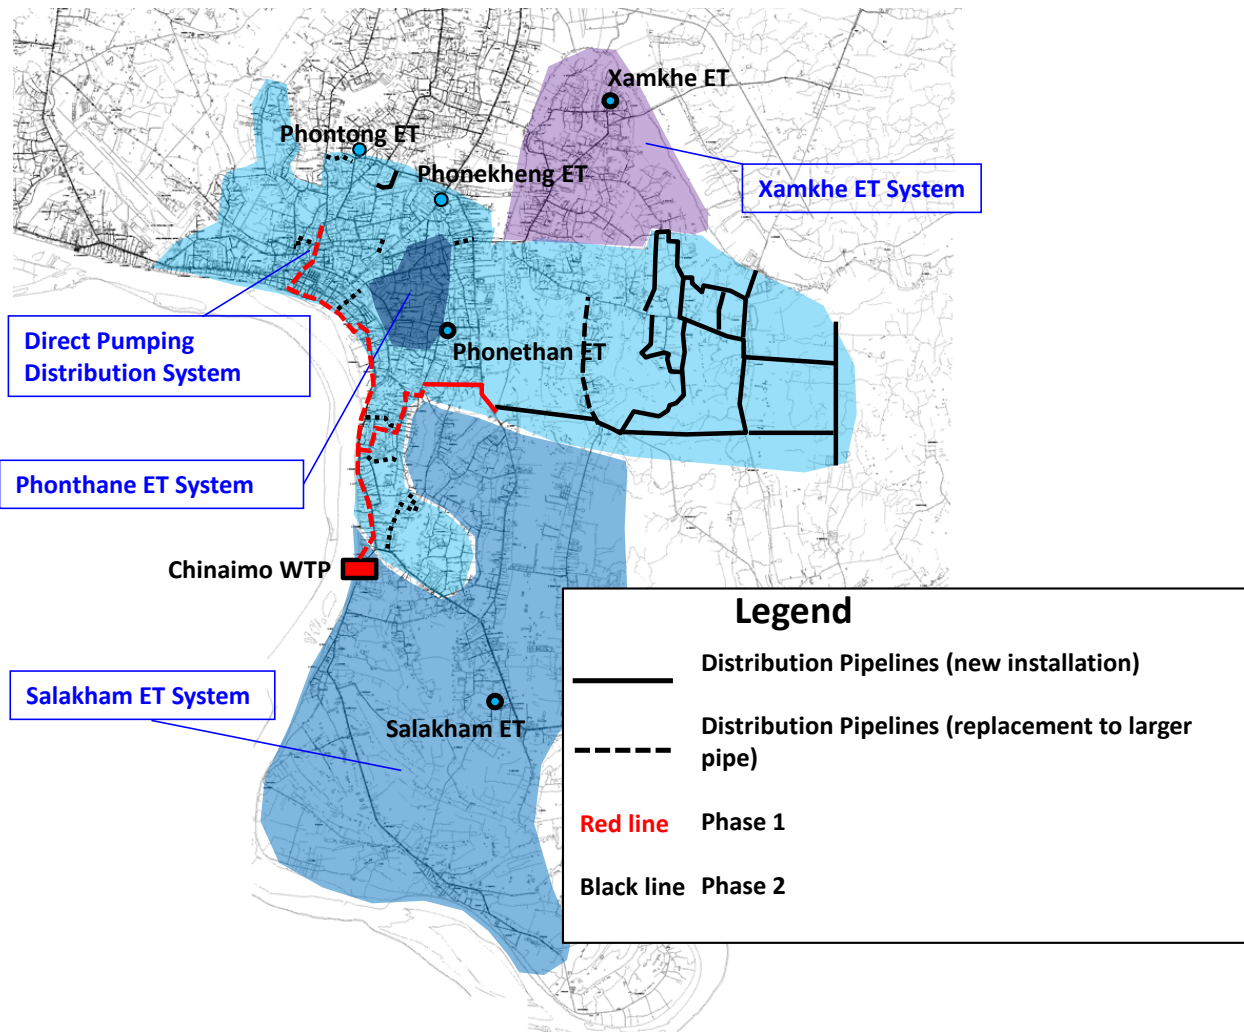 Xamkhe ET
Phontong ET
Phonekheng ET
Xamkhe ET System
Direct Pumping
Distribution System
Phonethan ET
Phonthane ET System
Chinaimo WTP
Salakham ET System
Salakham ET
Legend
Distribution Pipelines (new installation)
Distribution Pipelines (replacement to larger
pipe)
Red line Phase 1
Black line Phase 2